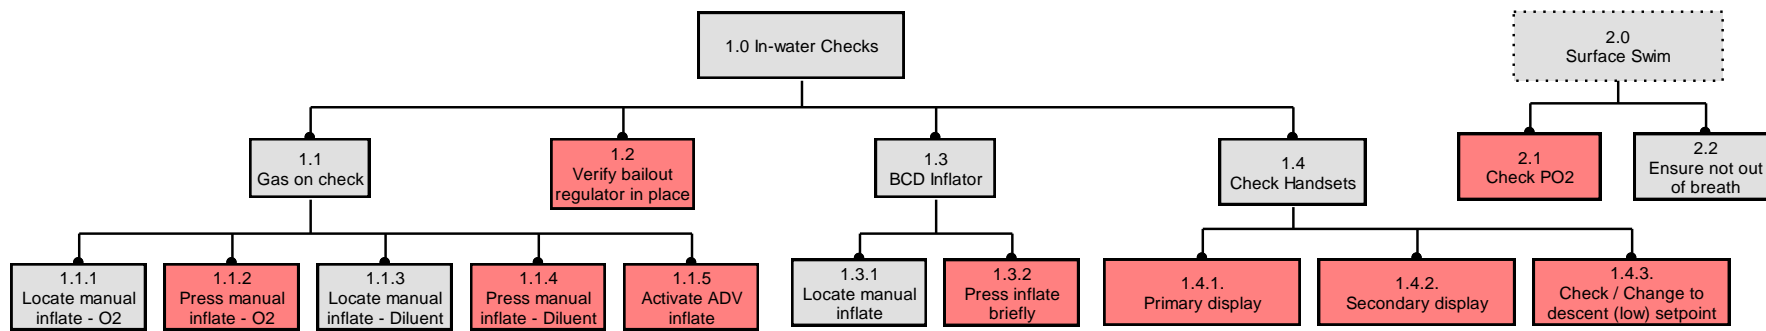 1.0 In-water Checks
2.0
Surface Swim
1.1
Gas on check
1.2
Verify bailout
regulator in place
1.3
BCD Inflator
1.4
Check Handsets
2.1
Check PO2
2.2
Ensure not out
of breath
1.1.1
Locate manual
inflate - O2
1.1.2
Press manual
inflate - O2
1.1.3
Locate manual
inflate - Diluent
1.1.4
Press manual
inflate - Diluent
1.1.5
Activate ADV
inflate
1.3.1
Locate manual
inflate
1.3.2
Press inflate
briefly
1.4.1.
Primary display
1.4.2.
Secondary display
1.4.3.
Check / Change to
descent (low) setpoint